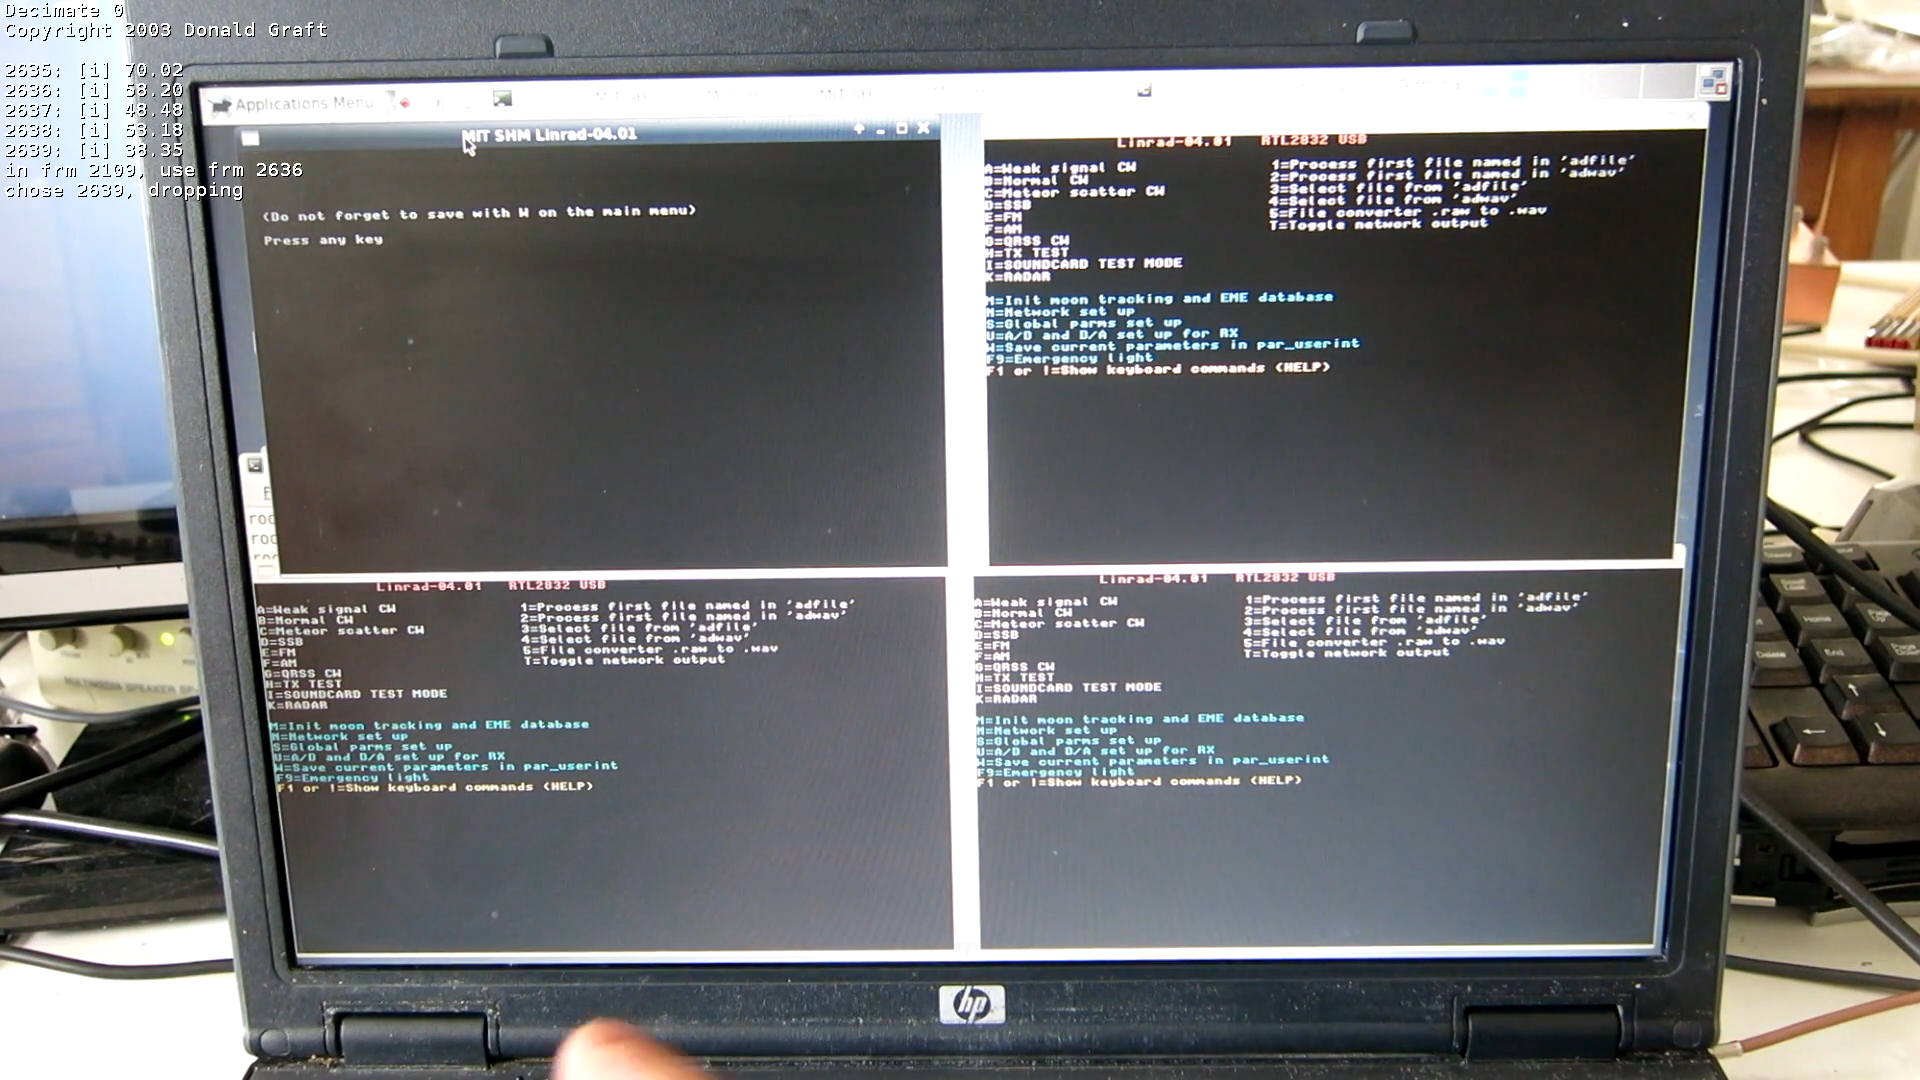 Decimate 0
Copyright 2003 Donald Graft
2635: [i] 70.02
2636: [i] 58.20
2637: [i] 48.48
2638: [i] 53.18
2639: [i] 38.35
in frm 2109, use frm 2636
chose 2639, dropping
Applications Menu
MIT SHM Linrad-04.01
(Do not forget to save with W on the main menu)
Press any key
Linrad-04.01 RTL2832 USB
A=Weak signal CW
B=Normal CW
C=Meteor scatter CW
D=SSB
E=FM
F=AM
G=QRSS CW
H=TX TEST
I=SOUNDCARD TEST MODE
K=RADAR
1=Process first file named in 'adfile'
2=Process first file named in 'adwav'
3=Select file from 'adfile'
4=Select file from 'adwav'
5=File converter .raw to .wav
T=Toggle network output
M=Init moon tracking and EME database
N=Network set up
S=Global parms set up
U=A/D and D/A set up for RX
W=Save current parameters in par_userint
F9=Emergency light
F1 or !=Show keyboard commands (HELP)
Linrad-04.01 RTL2832 USB
A=Weak signal CW
B=Normal CW
C=Meteor scatter CW
D=SSB
E=FM
F=AM
G=QRSS CW
H=TX TEST
I=SOUNDCARD TEST MODE
K=RADAR
1=Process first file named in 'adfile'
2=Process first file named in 'adwav'
3=Select file from 'adfile'
4=Select file from 'adwav'
5=File converter .raw to .wav
T=Toggle network output
M=Init moon tracking and EME database
N=Network set up
S=Global parms set up
U=A/D and D/A set up for RX
W=Save current parameters in par_userint
F9=Emergency light
F1 or !=Show keyboard commands (HELP)
Linrad-04.01 RTL2832 USB
A=Weak signal CW
B=Normal CW
C=Meteor scatter CW
D=SSB
E=FM
F=AM
G=QRSS CW
H=TX TEST
I=SOUNDCARD TEST MODE
K=RADAR
1=Process first file named in 'adfile'
2=Process first file named in 'adwav'
3=Select file from 'adfile'
4=Select file from 'adwav'
5=File converter .raw to .wav
T=Toggle network output
M=Init moon tracking and EME database
N=Network set up
S=Global parms set up
U=A/D and D/A set up for RX
W=Save current parameters in par_userint
F9=Emergency light
F1 or !=Show keyboard commands (HELP)
hp
MULTIMEDIA SPEAKER
Home
Delete
End